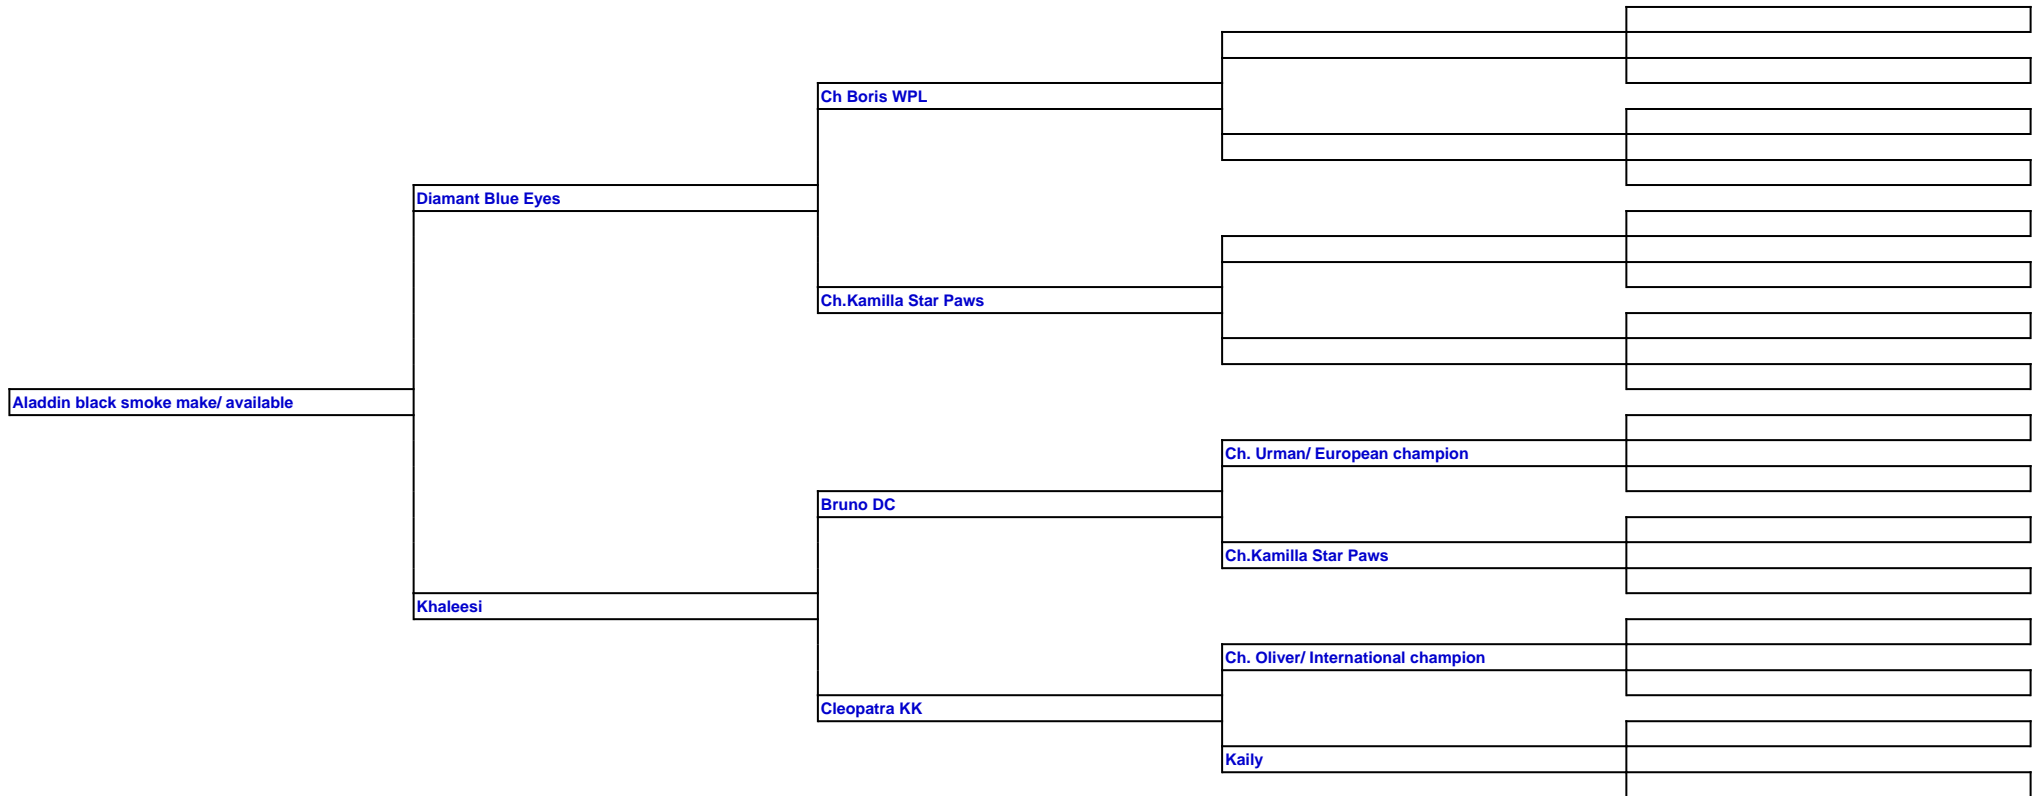 Ch Boris WPL
Diamant Blue Eyes
Ch.Kamilla Star Paws
Aladdin black smoke make/ available
Ch. Urman/ European champion
Bruno DC
Ch.Kamilla Star Paws
Khaleesi
Ch. Oliver/ International champion
Cleopatra KK
Kaily